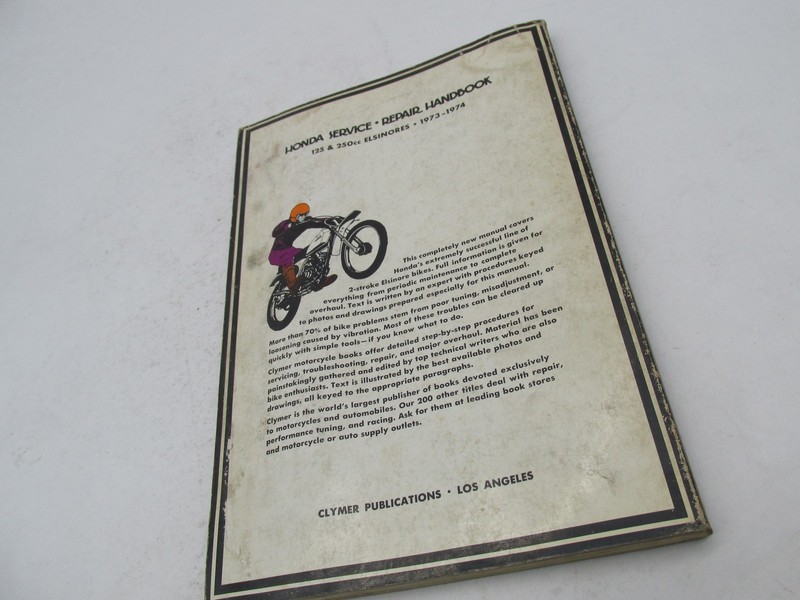 HONDA SERVICE • REPAIR HANDBOOK
125 & 250cc ELSINORES • 1973-1974
This completely new manual covers
Honda's extremely successful line of
2-stroke Elsinore bikes. Full information is given for
everything from periodic maintenance to complete
overhaul. Text is written by an expert with procedures keyed
to photos and drawings prepared especially for this manual.
More than 70% of bike problems stem from poor tuning, misadjustment, or
loosening caused by vibration. Most of these troubles can be cleared up
quickly with simple tools—if you know what to do.
Clymer motorcycle books offer detailed step-by-step procedures for
servicing, troubleshooting, repair, and major overhaul. Material has been
painstakingly gathered and edited by top technical writers who are also
bike enthusiasts. Text is illustrated by the best available photos and
drawings, all keyed to the appropriate paragraphs.
Clymer is the world's largest publisher of books devoted exclusively
to motorcycles and automobiles. Our 200 other titles deal with repair,
performance tuning, and racing. Ask for them at leading book stores
and motorcycle or auto supply outlets.
CLYMER PUBLICATIONS • LOS ANGELES